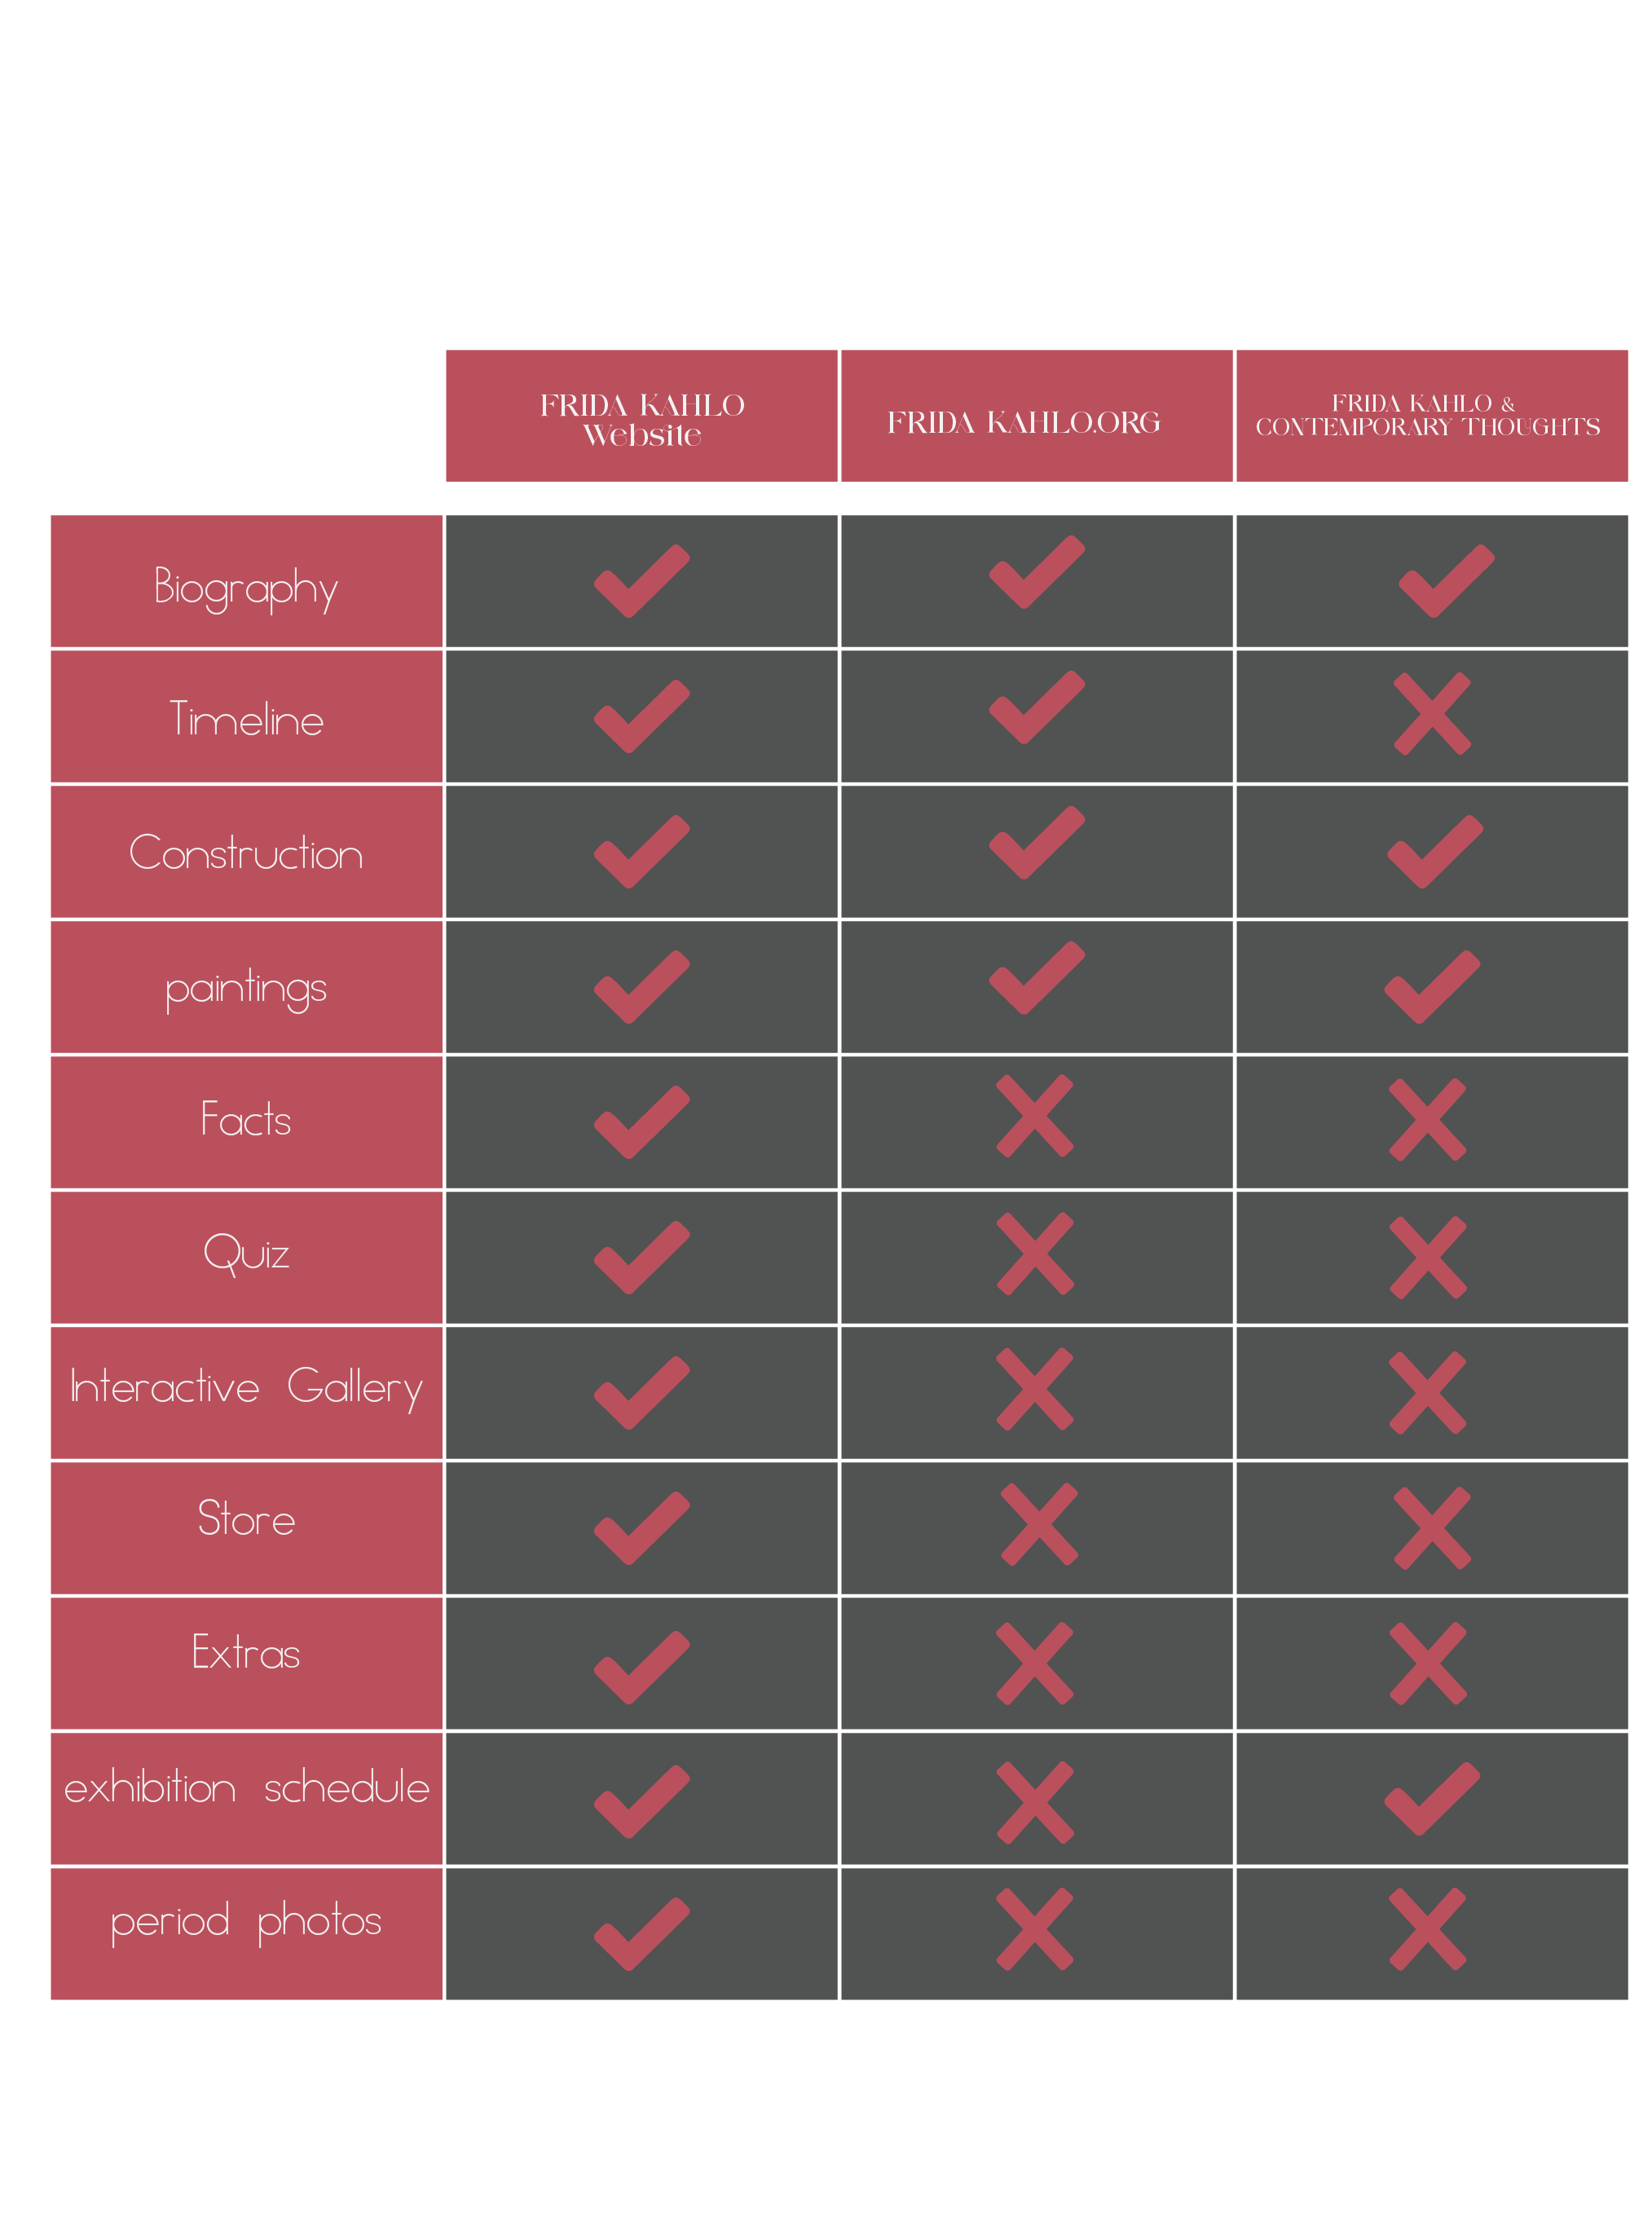 FRIDA KAHLO
Website
FRIDA KAHLO.ORG
FRIDA KAHLO &
CONTEMPORARY THOUGHTS
Biography
Timeline
Construction
paintings
Facts
Quiz
Interactive Gallery
Store
Extras
exhibition schedule
period photos